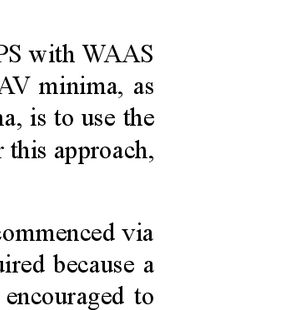 PS with WAAS
AV minima, as
na, is to use the
r this approach,
commenced via
uired because a
encouraged to